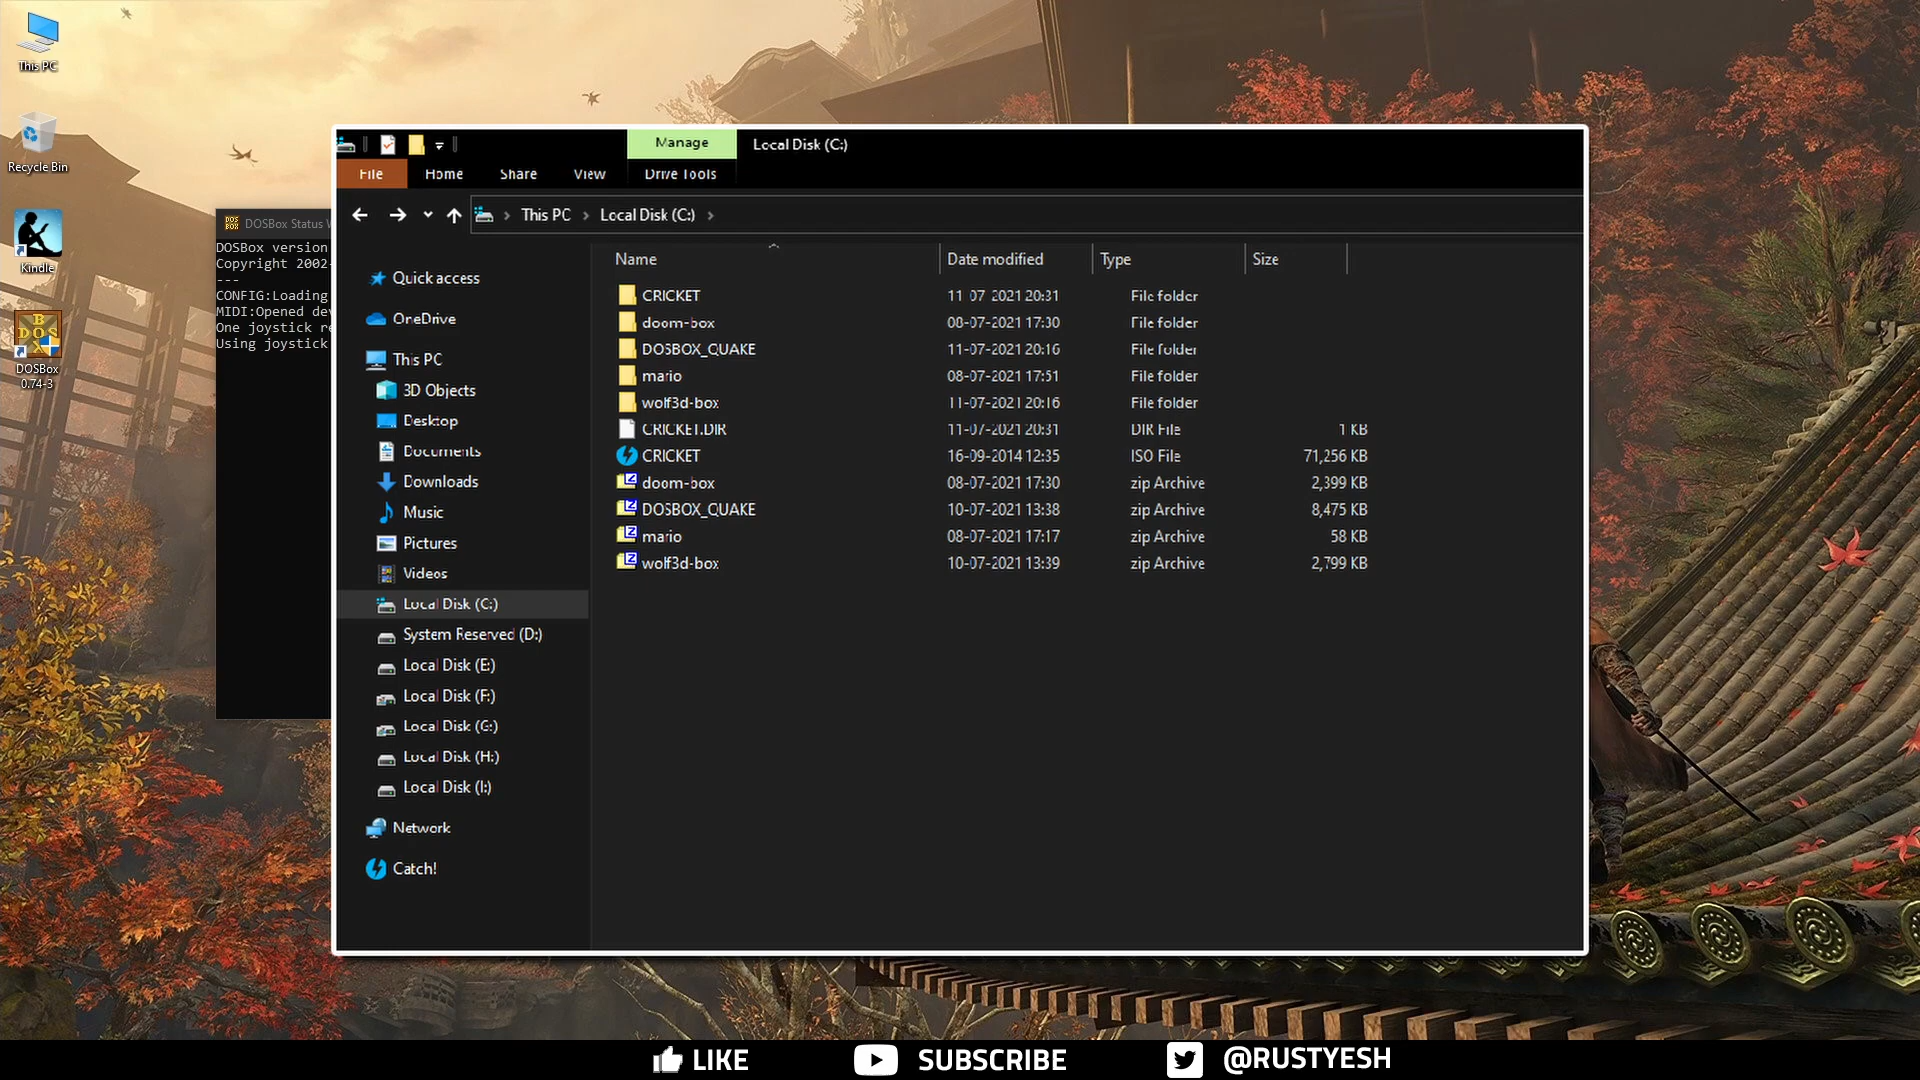 This PC
Recycle Bin
Kindle
DOSBox
0.74-3
DOSBox Status W
DOSBox version
Copyright 2002-
---
CONFIG:Loading
MIDI:Opened dev
One joystick re
Using joystick
Manage
Local Disk (C:)
File
Home
Share
View
Drive Tools
This PC
Local Disk (C:)
Quick access
OneDrive
This PC
3D Objects
Desktop
Documents
Downloads
Music
Pictures
Videos
Local Disk (C:)
System Reserved (D:)
Local Disk (E:)
Local Disk (F:)
Local Disk (G:)
Local Disk (H:)
Local Disk (I:)
Network
Catch!
Name Date modified Type Size
CRICKET 11-07-2021 20:31 File folder
doom-box 08-07-2021 17:30 File folder
DOSBOX_QUAKE 11-07-2021 20:16 File folder
mario 08-07-2021 17:51 File folder
wolf3d-box 11-07-2021 20:16 File folder
CRICKET.DIR 11-07-2021 20:31 DIR File 1 KB
CRICKET 16-09-2014 12:35 ISO File 71,256 KB
doom-box 08-07-2021 17:30 zip Archive 2,399 KB
DOSBOX_QUAKE 10-07-2021 13:38 zip Archive 8,475 KB
mario 08-07-2021 17:17 zip Archive 58 KB
wolf3d-box 10-07-2021 13:39 zip Archive 2,799 KB
LIKE
SUBSCRIBE
@RUSTYESH